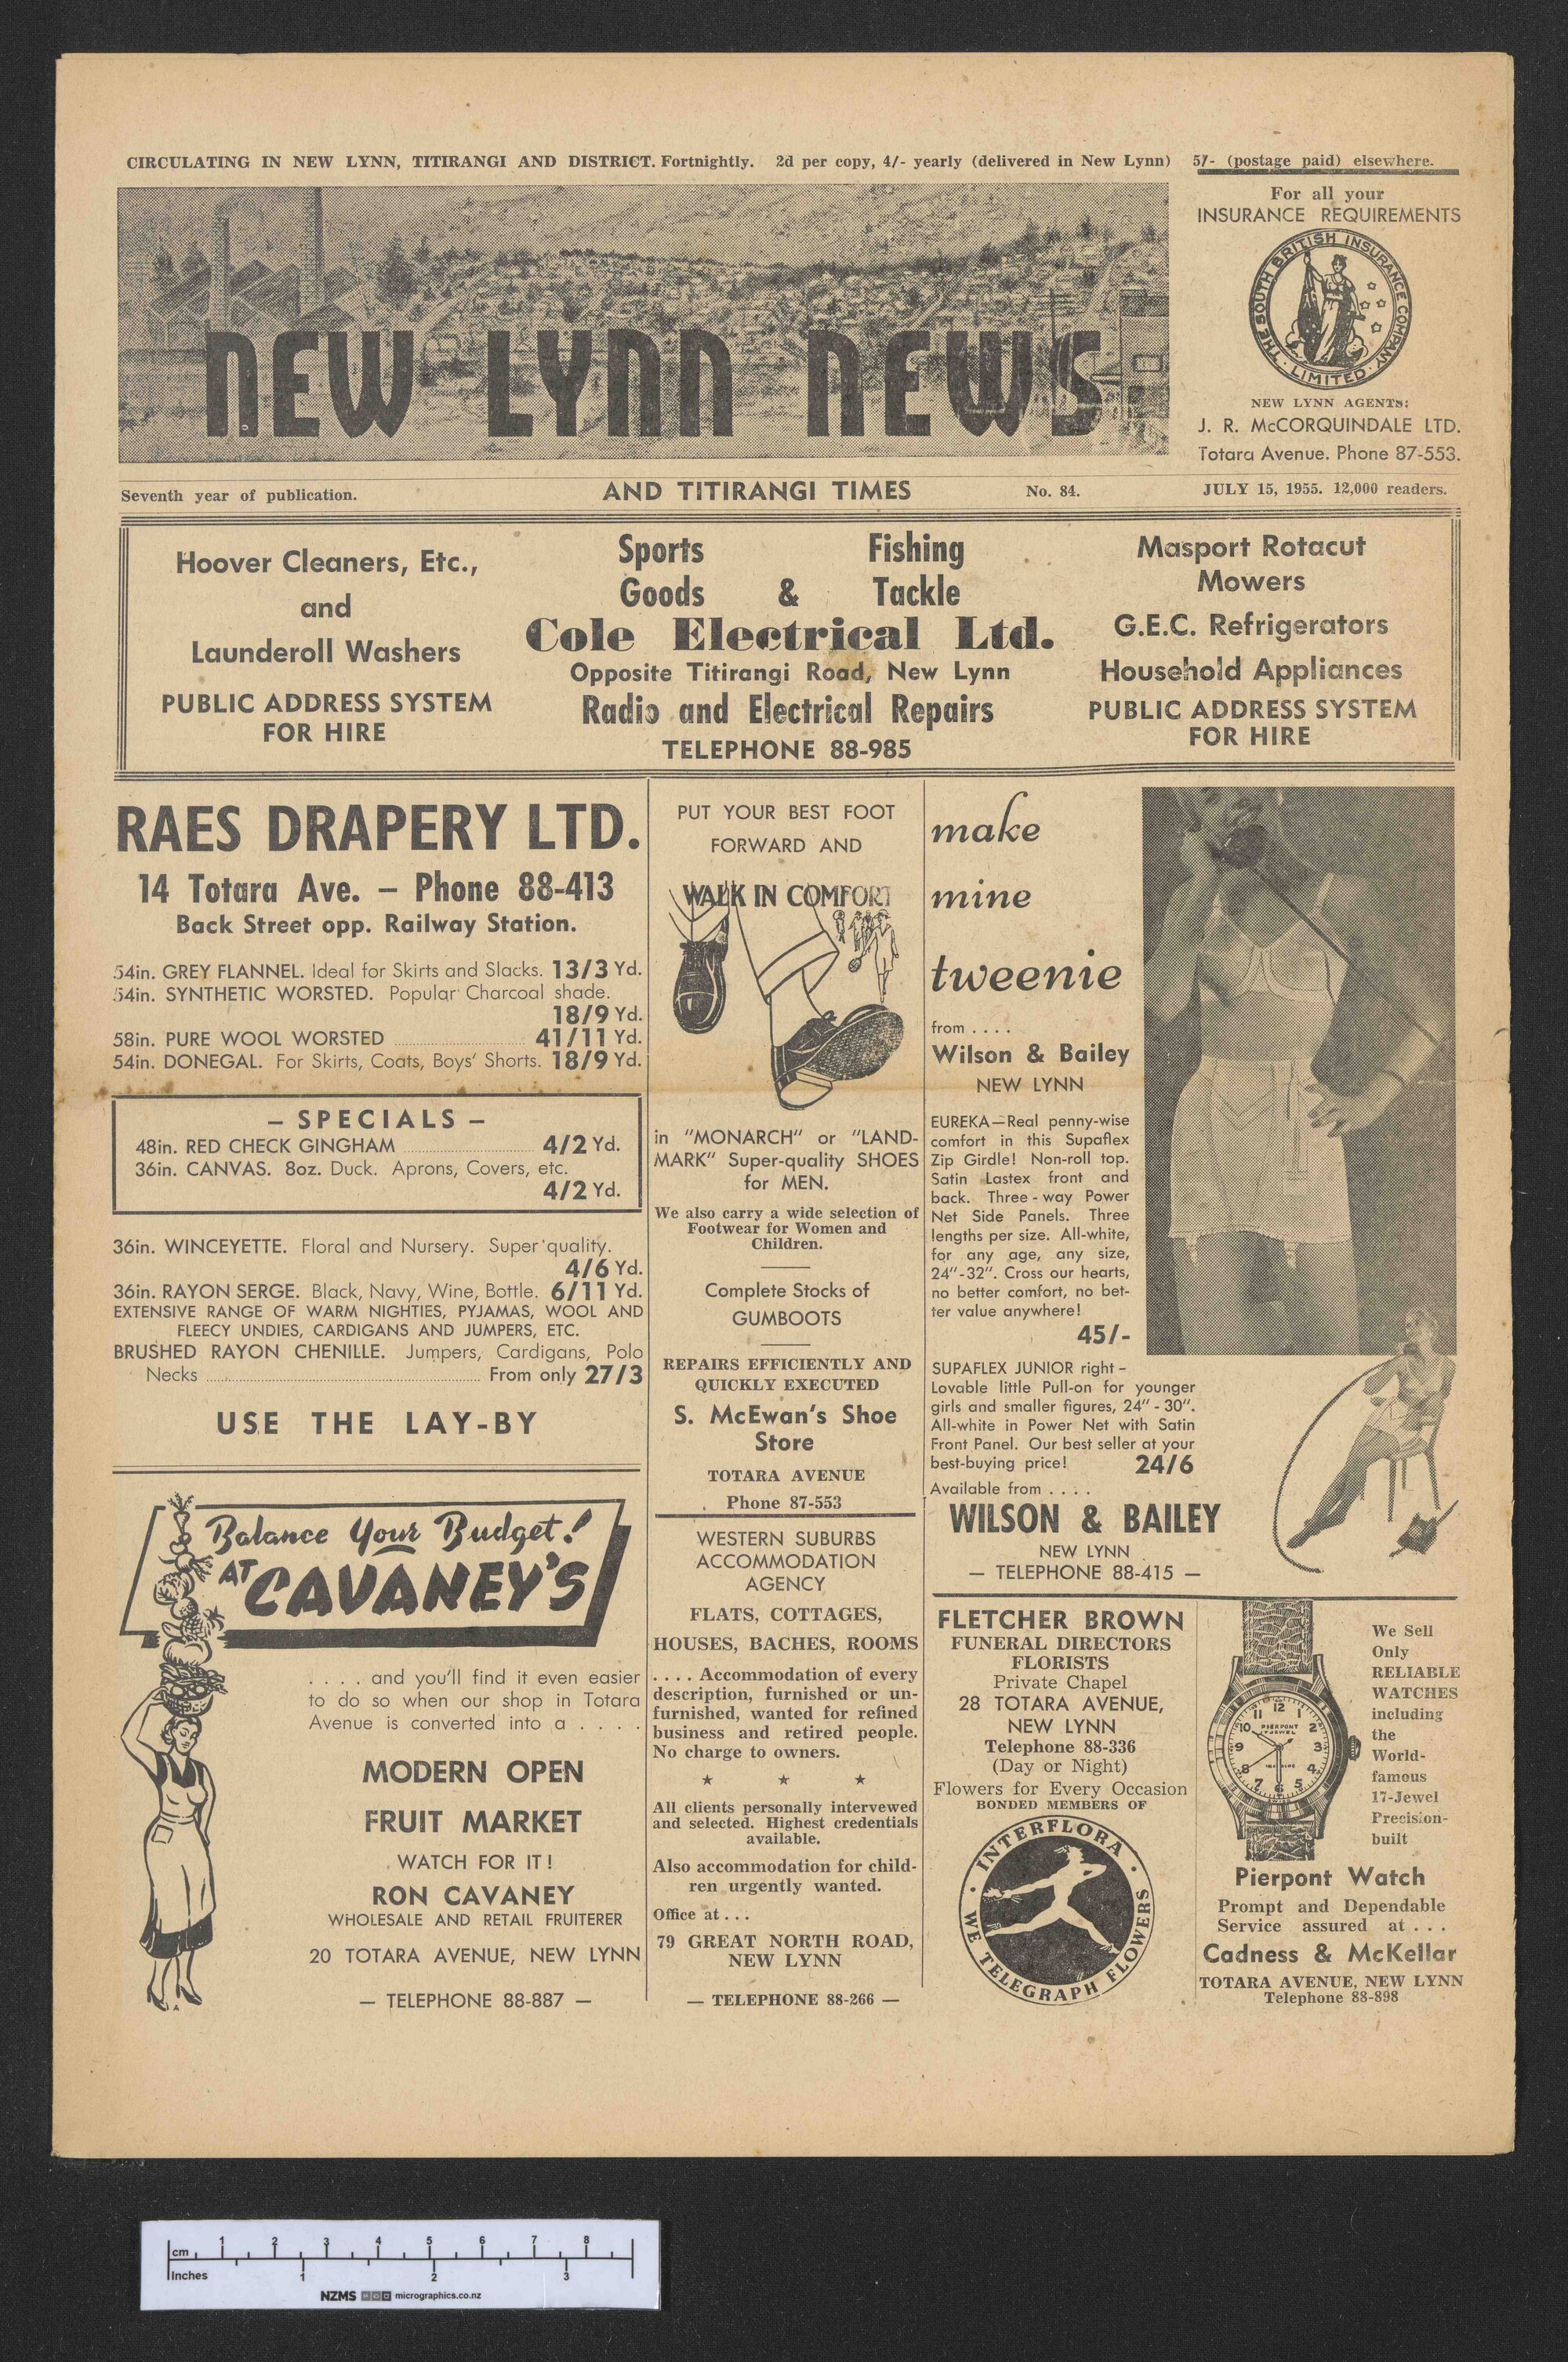 CIRCULATING IN NEW LYNN, TITIRANGI AND DISTRICT. Fortnightly. 2d per copy, 4/- yearly (delivered in New Lynn) 5/- (postage paid) elsewhere.
NEW LYNN NEWS
For all your
INSURANCE REQUIREMENTS
THE SOUTH BRITISH INSURANCE COMPANY LIMITED
NEW LYNN AGENTS:
J. R. McCORQUINDALE LTD.
Totara Avenue. Phone 87-553.
Seventh year of publication. AND TITIRANGI TIMES No. 84. JULY 15, 1955. 12,000 readers.
Hoover Cleaners, Etc.,
and
Launderoll Washers
PUBLIC ADDRESS SYSTEM
FOR HIRE
Sports Fishing
Goods & Tackle
Cole Electrical Ltd.
Opposite Titirangi Road, New Lynn
Radio and Electrical Repairs
TELEPHONE 88-985
Masport Rotacut
Mowers
G.E.C. Refrigerators
Household Appliances
PUBLIC ADDRESS SYSTEM
FOR HIRE
RAES DRAPERY LTD.
14 Totara Ave. — Phone 88-413
Back Street opp. Railway Station.
54in. GREY FLANNEL. Ideal for Skirts and Slacks. 13/3 Yd.
54in. SYNTHETIC WORSTED. Popular Charcoal shade.
18/9 Yd.
58in. PURE WOOL WORSTED ........ 41/11 Yd.
54in. DONEGAL. For Skirts, Coats, Boys' Shorts. 18/9 Yd.
— SPECIALS —
48in. RED CHECK GINGHAM ........ 4/2 Yd.
36in. CANVAS. 8oz. Duck. Aprons, Covers, etc.
4/2 Yd.
36in. WINCEYETTE. Floral and Nursery. Super quality.
4/6 Yd.
36in. RAYON SERGE. Black, Navy, Wine, Bottle. 6/11 Yd.
EXTENSIVE RANGE OF WARM NIGHTIES, PYJAMAS, WOOL AND
FLEECY UNDIES, CARDIGANS AND JUMPERS, ETC.
BRUSHED RAYON CHENILLE. Jumpers, Cardigans, Polo
Necks ........ From only 27/3
USE THE LAY-BY
Balance Your Budget!
AT CAVANEY'S
. . . . and you'll find it even easier
to do so when our shop in Totara
Avenue is converted into a . . . .
MODERN OPEN
FRUIT MARKET
WATCH FOR IT!
RON CAVANEY
WHOLESALE AND RETAIL FRUITERER
20 TOTARA AVENUE, NEW LYNN
— TELEPHONE 88-887 —
PUT YOUR BEST FOOT
FORWARD AND
WALK IN COMFORT
in "MONARCH" or "LAND-
MARK" Super-quality SHOES
for MEN.
We also carry a wide selection of
Footwear for Women and
Children.
Complete Stocks of
GUMBOOTS
REPAIRS EFFICIENTLY AND
QUICKLY EXECUTED
S. McEwan's Shoe
Store
TOTARA AVENUE
Phone 87-553
WESTERN SUBURBS
ACCOMMODATION
AGENCY
FLATS, COTTAGES,
HOUSES, BACHES, ROOMS
. . . . Accommodation of every
description, furnished or un-
furnished, wanted for refined
business and retired people.
No charge to owners.
★ ★ ★
All clients personally intervewed
and selected. Highest credentials
available.
Also accommodation for child-
ren urgently wanted.
Office at . . .
79 GREAT NORTH ROAD,
NEW LYNN
— TELEPHONE 88-266 —
make
mine
tweenie
from . . . .
Wilson & Bailey
NEW LYNN
EUREKA—Real penny-wise
comfort in this Supaflex
Zip Girdle! Non-roll top.
Satin Lastex front and
back. Three-way Power
Net Side Panels. Three
lengths per size. All-white,
for any age, any size,
24"-32". Cross our hearts,
no better comfort, no bet-
ter value anywhere!
45/-
SUPAFLEX JUNIOR right –
Lovable little Pull-on for younger
girls and smaller figures, 24" - 30".
All-white in Power Net with Satin
Front Panel. Our best seller at your
best-buying price! 24/6
Available from . . . .
WILSON & BAILEY
NEW LYNN
— TELEPHONE 88-415 —
FLETCHER BROWN
FUNERAL DIRECTORS
FLORISTS
Private Chapel
28 TOTARA AVENUE,
NEW LYNN
Telephone 88-336
(Day or Night)
Flowers for Every Occasion
BONDED MEMBERS OF
INTERFLORA
WE TELEGRAPH FLOWERS
We Sell
Only
RELIABLE
WATCHES
including
the
World-
famous
17-Jewel
Precision-
built
12 1 2 3 4 5 6 7 8 9 10 11
PIERPONT
Pierpont Watch
Prompt and Dependable
Service assured at . . .
Cadness & McKellar
TOTARA AVENUE, NEW LYNN
Telephone 88-898
cm 1 2 3 4 5 6 7 8
Inches 1 2 3
NZMS micrographics.co.nz